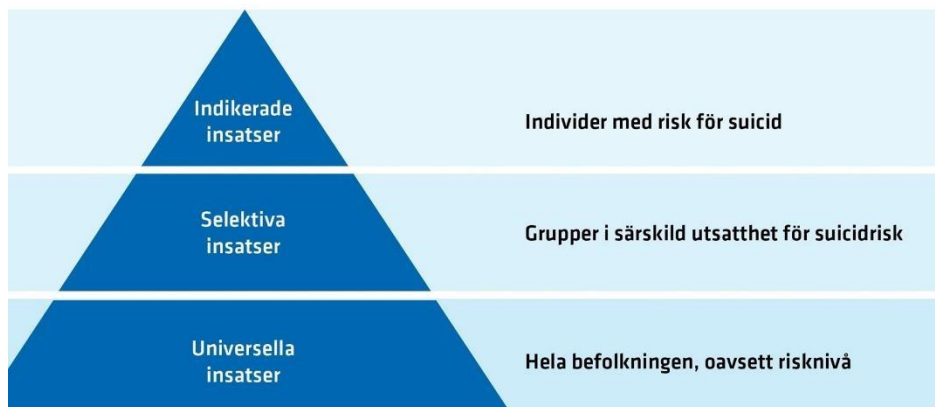 Indikerade
insatser
Individer med risk för suicid
Selektiva
insatser
Grupper i särskild utsatthet för suicidrisk
Universella
insatser
Hela befolkningen, oavsett risknivå